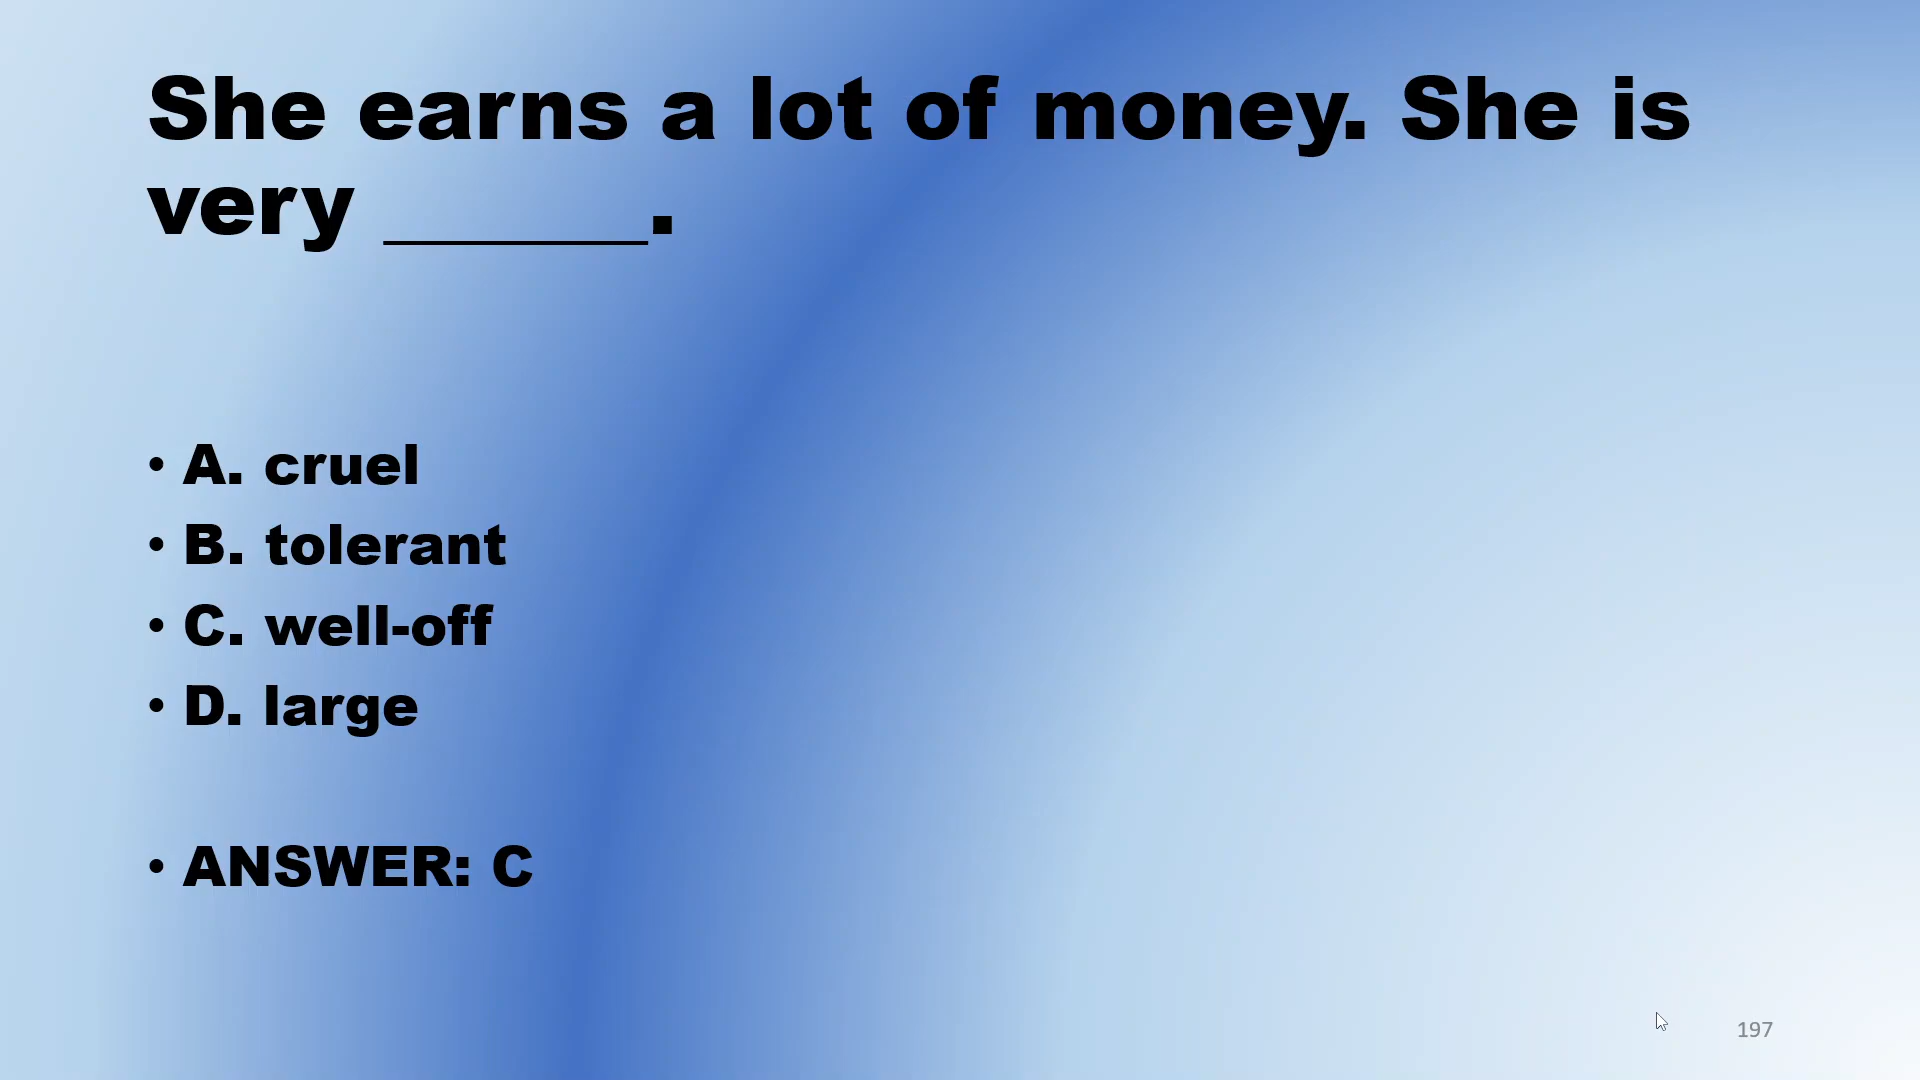 She earns a lot of money. She is
very ______.
• A. cruel
• B. tolerant
• C. well-off
• D. large
• ANSWER: C
197